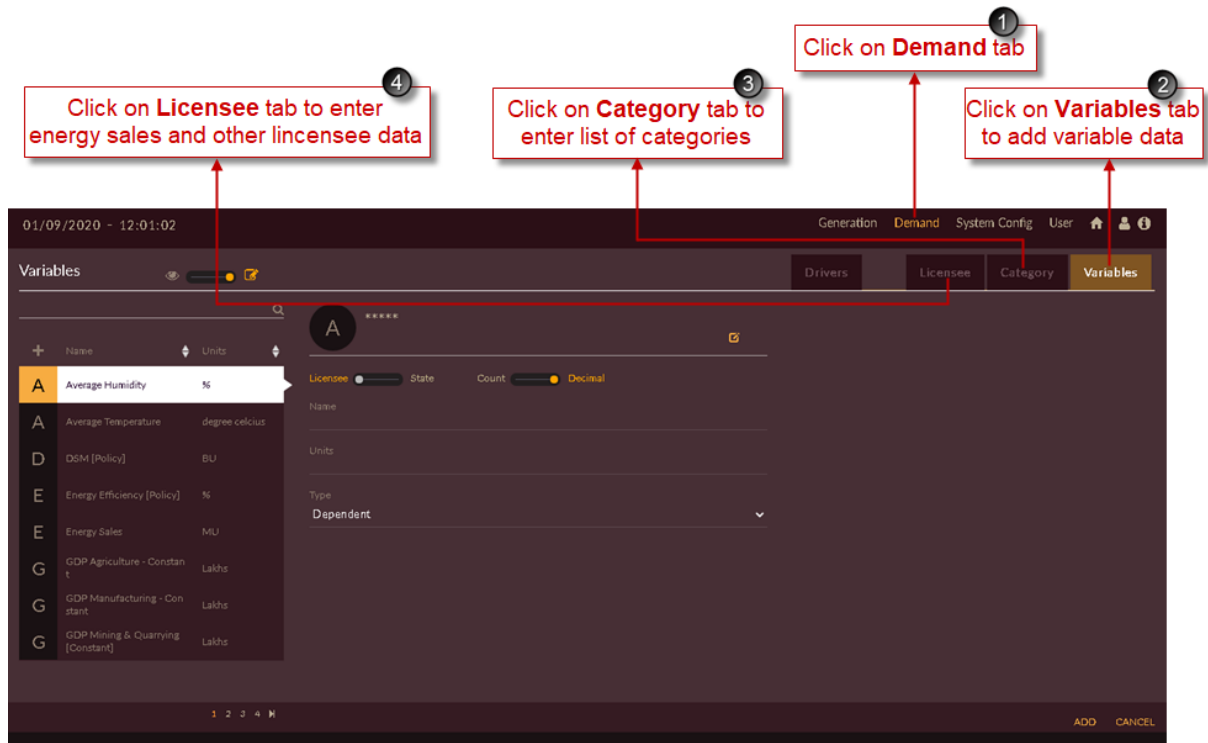 1
Click on Demand tab
4
Click on Licensee tab to enter
energy sales and other lincensee data
3
Click on Category tab to
enter list of categories
2
Click on Variables tab
to add variable data
01/09/2020 - 12:01:02
Generation Demand System Config User
Variables
Drivers Licensee Category Variables
+ Name Units
A Average Humidity %
A Average Temperature degree celcius
D DSM [Policy] BU
E Energy Efficiency [Policy] %
E Energy Sales MU
G GDP Agriculture - Constan
t Lakhs
G GDP Manufacturing - Con
stant Lakhs
G GDP Mining & Quarrying
[Constant] Lakhs
1 2 3 4
A *****
Licensee State Count Decimal
Name
Units
Type
Dependent
ADD CANCEL